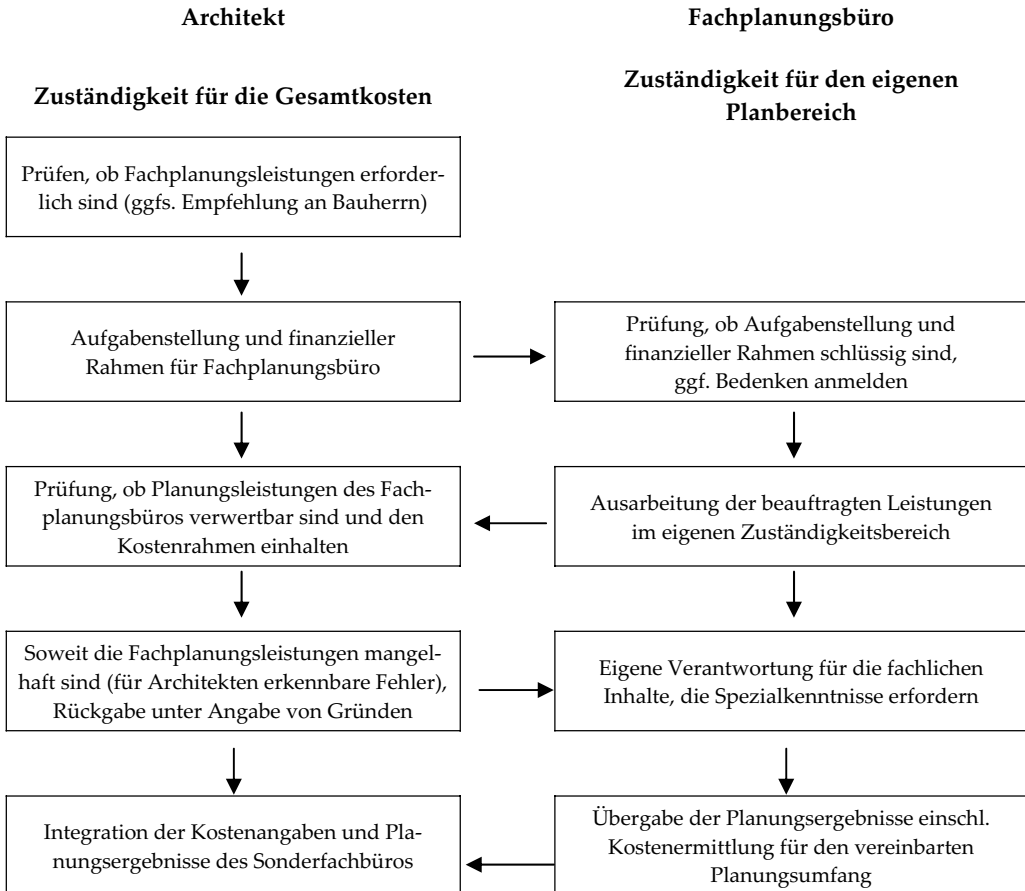 Architekt
Fachplanungsbüro
Zuständigkeit für die Gesamtkosten
Zuständigkeit für den eigenen
Planbereich
Prüfen, ob Fachplanungsleistungen erforder-
lich sind (ggfs. Empfehlung an Bauherrn)
Aufgabenstellung und finanzieller
Rahmen für Fachplanungsbüro
Prüfung, ob Aufgabenstellung und
finanzieller Rahmen schlüssig sind,
ggf. Bedenken anmelden
Prüfung, ob Planungsleistungen des Fach-
planungsbüros verwertbar sind und den
Kostenrahmen einhalten
Ausarbeitung der beauftragten Leistungen
im eigenen Zuständigkeitsbereich
Soweit die Fachplanungsleistungen mangel-
haft sind (für Architekten erkennbare Fehler),
Rückgabe unter Angabe von Gründen
Eigene Verantwortung für die fachlichen
Inhalte, die Spezialkenntnisse erfordern
Integration der Kostenangaben und Pla-
nungsergebnisse des Sonderfachbüros
Übergabe der Planungsergebnisse einschl.
Kostenermittlung für den vereinbarten
Planungsumfang